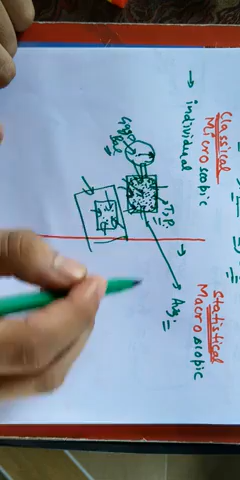 Classical
Microscopic
→ individual
T, P.
Avg.
→
Statistical
Macroscopic